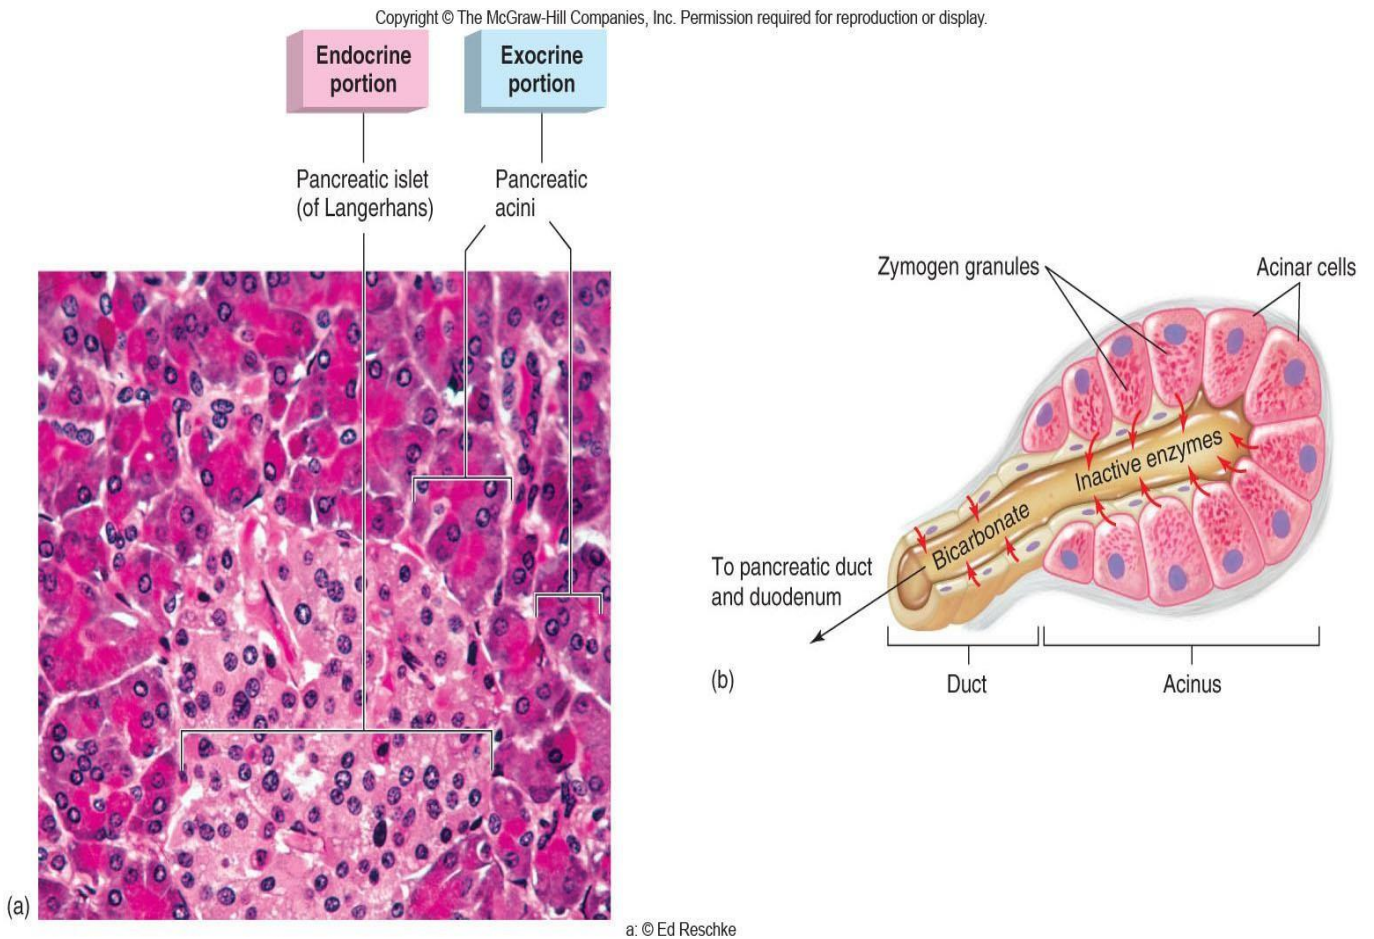 Copyright © The McGraw-Hill Companies, Inc. Permission required for reproduction or display.
Endocrine
portion
Exocrine
portion
Pancreatic islet
(of Langerhans)
Pancreatic
acini
Zymogen granules
Acinar cells
Inactive enzymes
Bicarbonate
To pancreatic duct
and duodenum
(b)
Duct
Acinus
(a)
a: © Ed Reschke